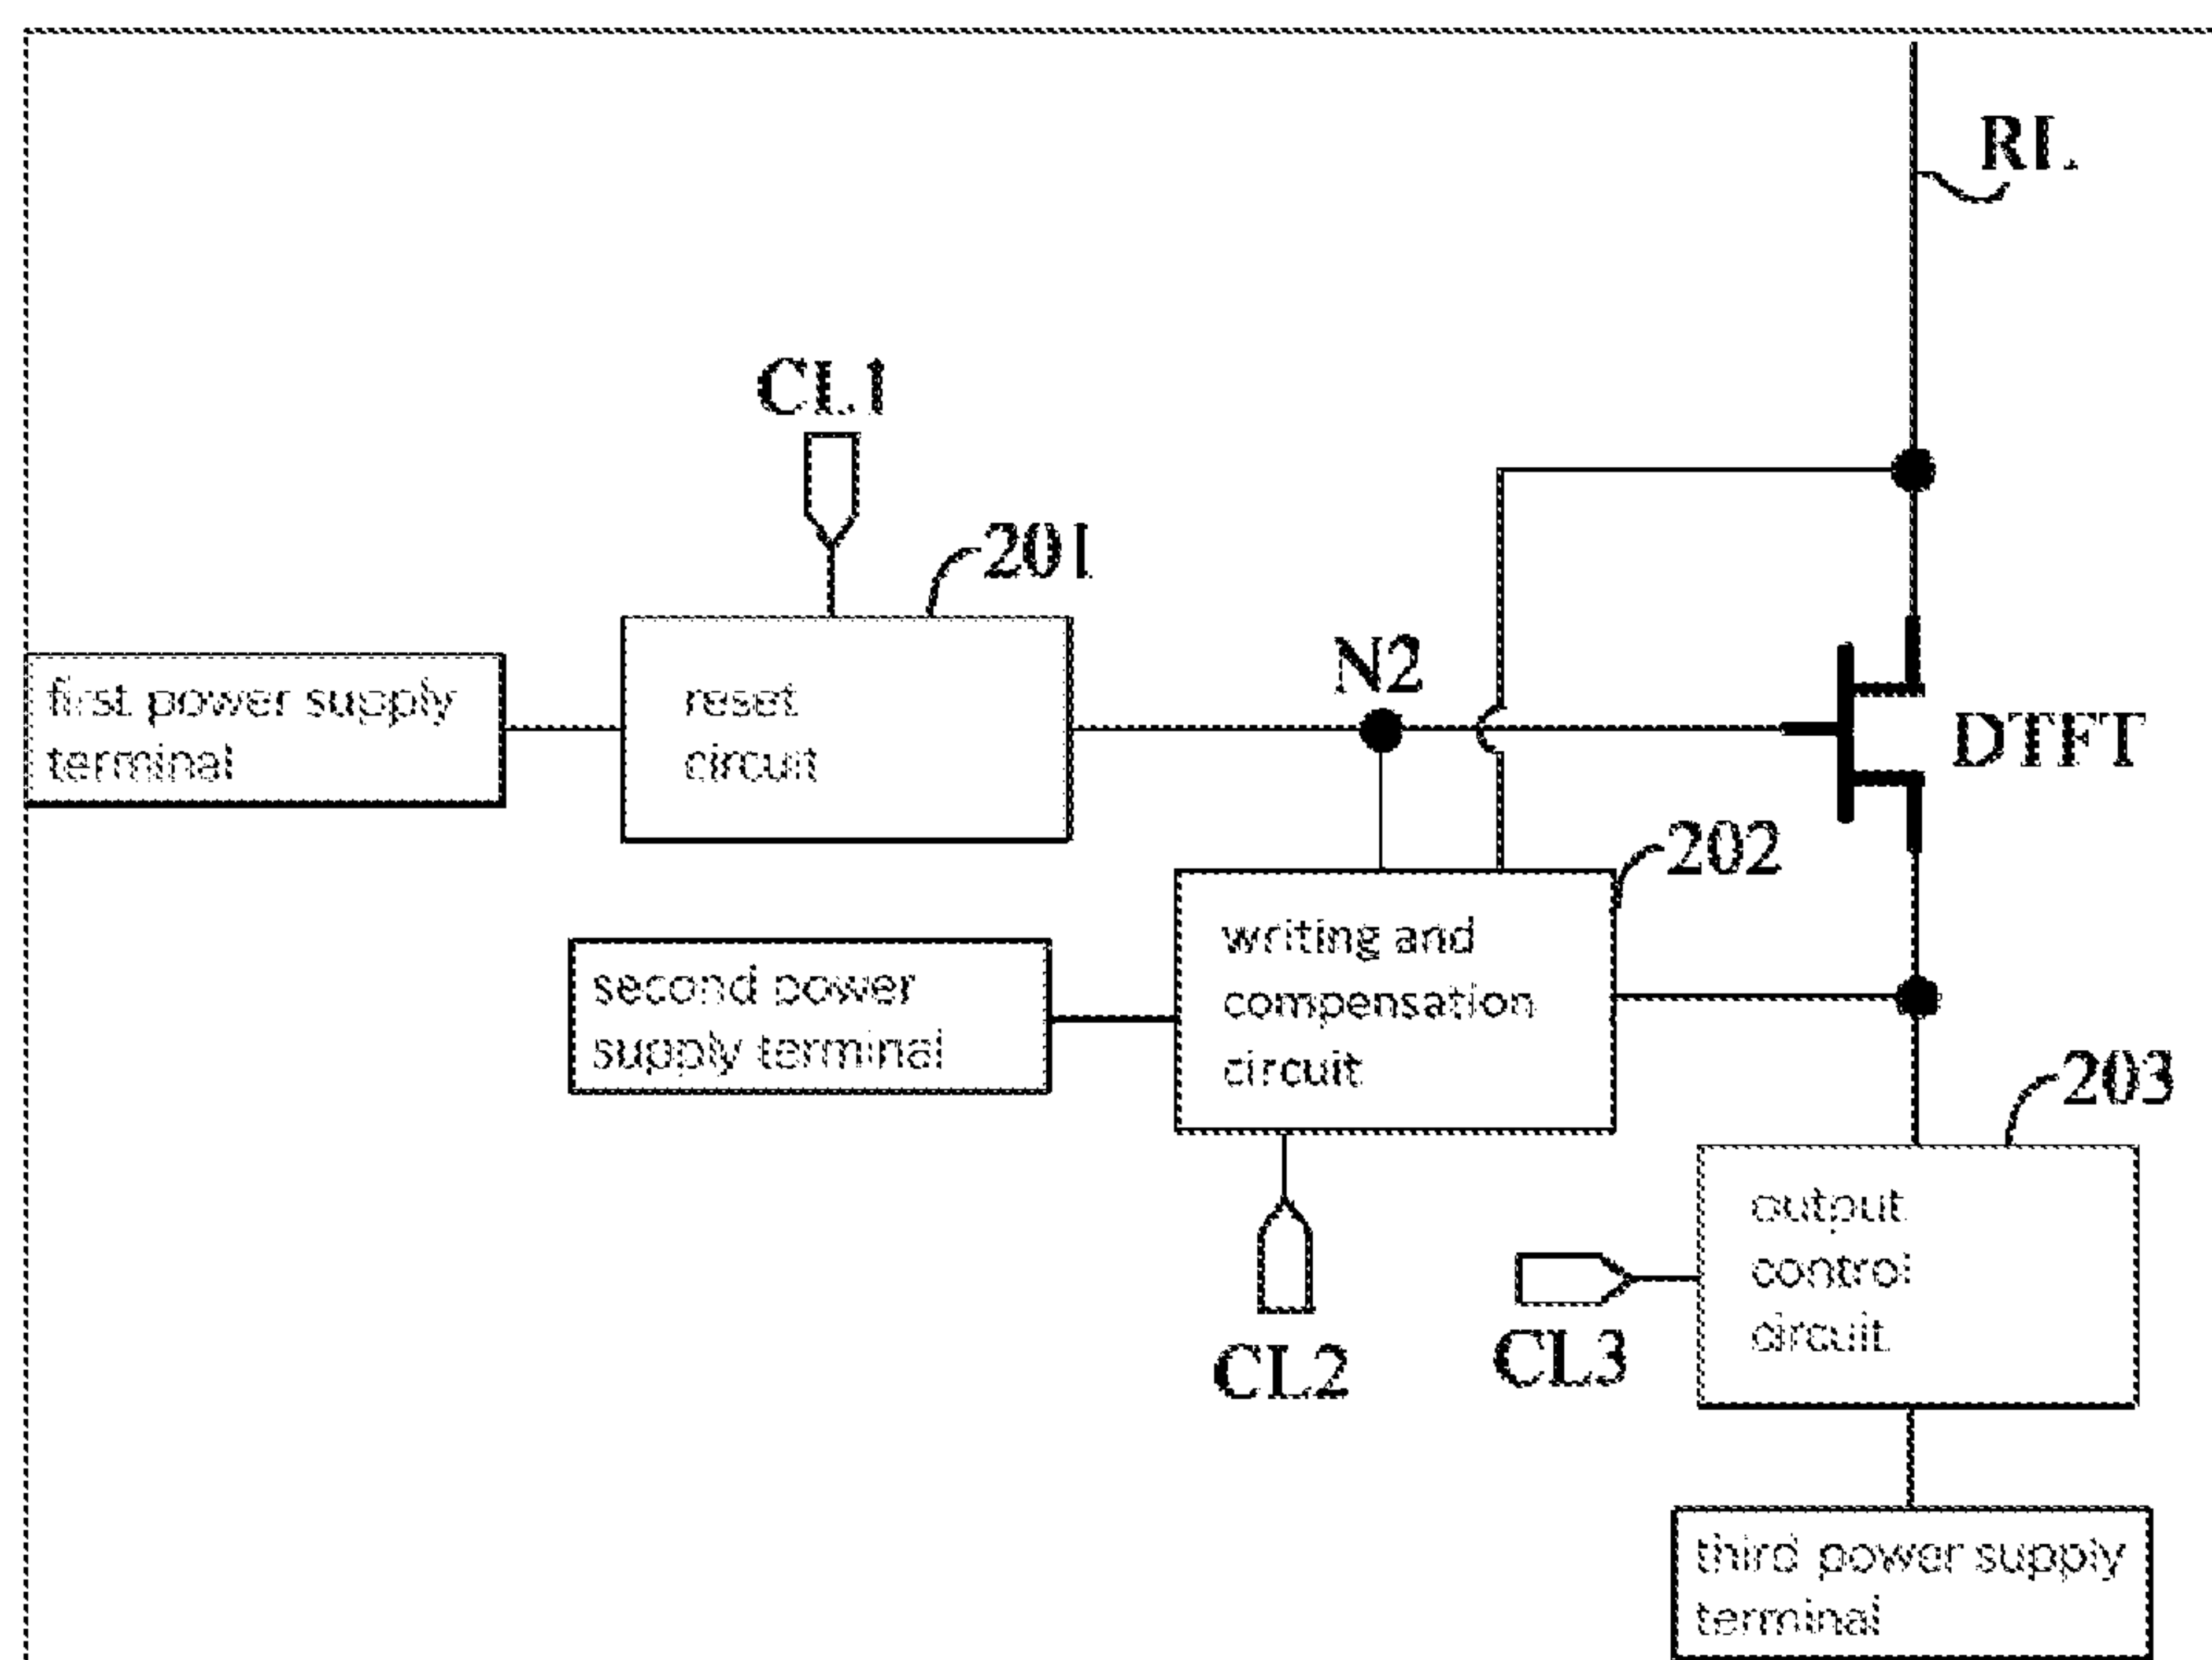 RL
CL1
201
first power supply
terminal
reset
circuit
N2
DTFT
202
second power
supply terminal
writing and
compensation
circuit
203
output
control
circuit
CL2
CL3
third power supply
terminal